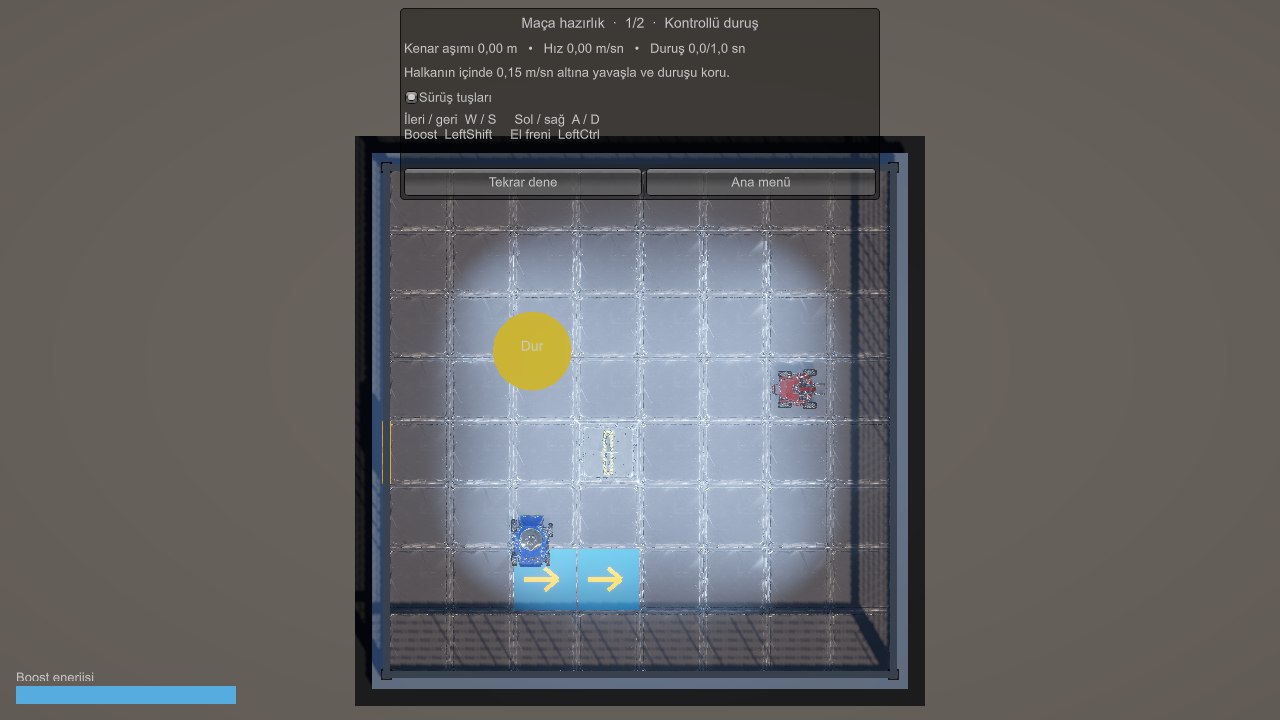 Maça hazırlık · 1/2 · Kontrollü duruş
Kenar aşımı 0,00 m • Hız 0,00 m/sn • Duruş 0,0/1,0 sn
Halkanın içinde 0,15 m/sn altına yavaşla ve duruşu koru.
Sürüş tuşları
İleri / geri W / S Sol / sağ A / D
Boost LeftShift El freni LeftCtrl
Tekrar dene Ana menü
Dur
Boost enerjisi